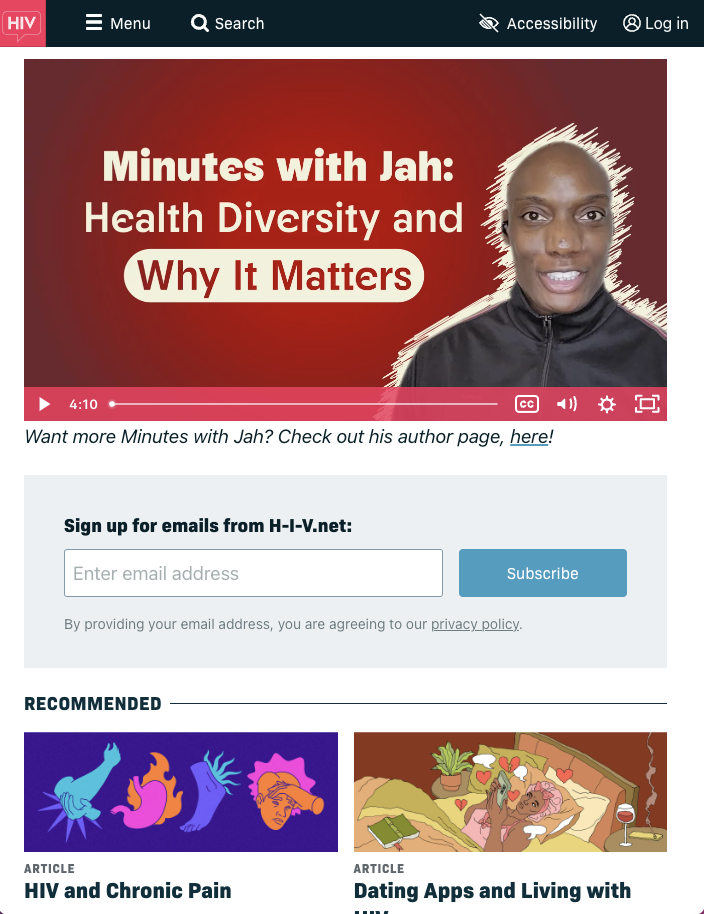 HIV
Menu
Search
Accessibility
Log in
Minutes with Jah:
Health Diversity and
Why It Matters
4:10
CC
Want more Minutes with Jah? Check out his author page, here!
Sign up for emails from H-I-V.net:
Enter email address
Subscribe
By providing your email address, you are agreeing to our privacy policy.
RECOMMENDED
ARTICLE
HIV and Chronic Pain
ARTICLE
Dating Apps and Living with
HIV